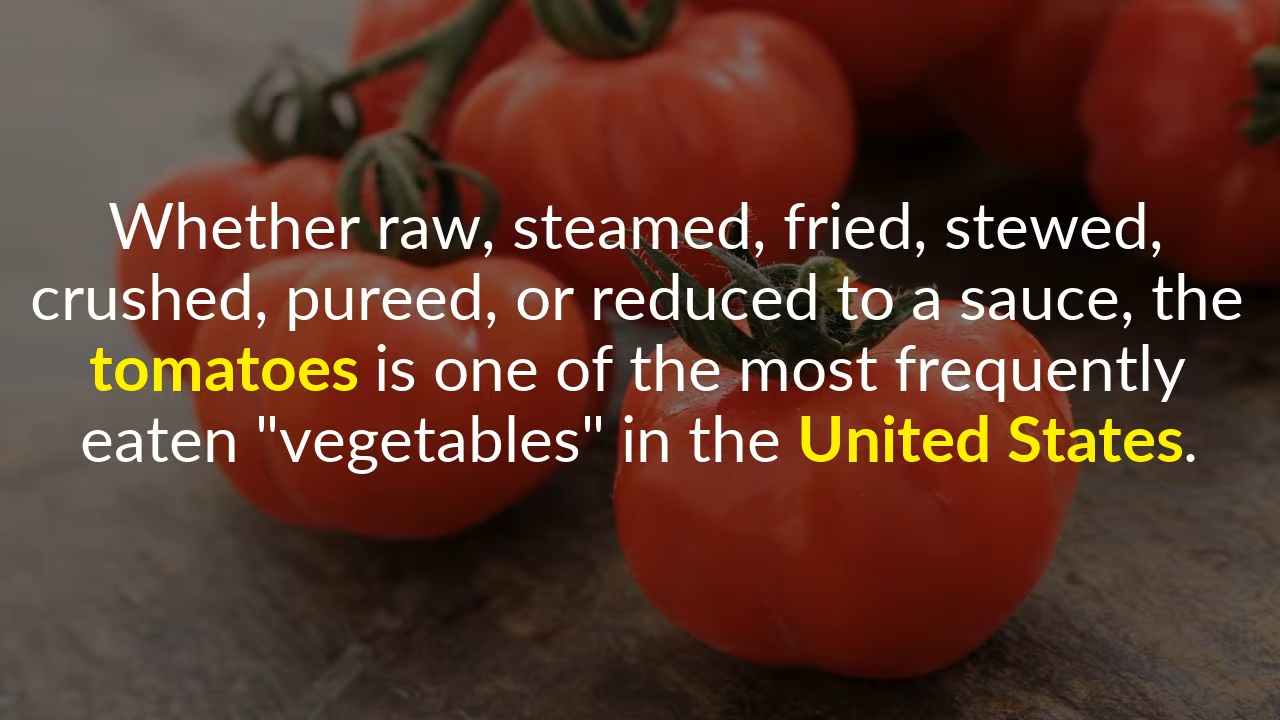 Whether raw, steamed, fried, stewed,
crushed, pureed, or reduced to a sauce, the
tomatoes is one of the most frequently
eaten "vegetables" in the United States.